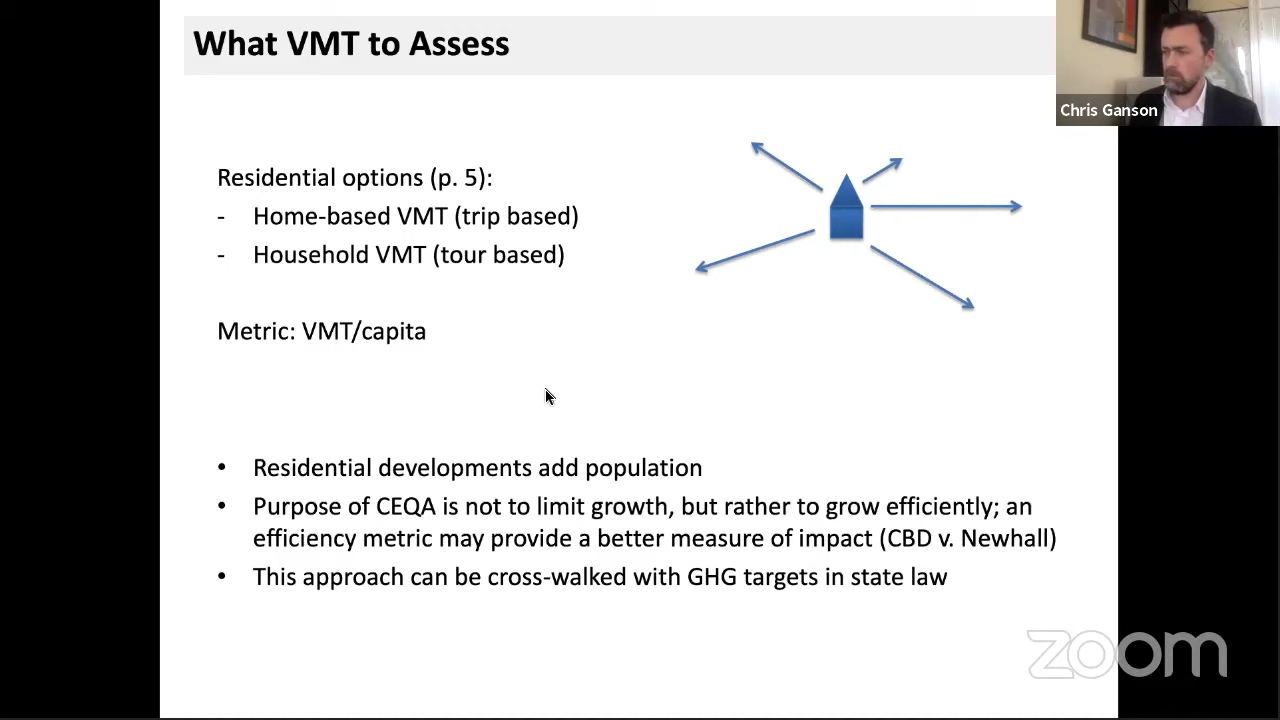 What VMT to Assess
Chris Ganson
Residential options (p. 5):
- Home-based VMT (trip based)
- Household VMT (tour based)
Metric: VMT/capita
• Residential developments add population
• Purpose of CEQA is not to limit growth, but rather to grow efficiently; an
efficiency metric may provide a better measure of impact (CBD v. Newhall)
• This approach can be cross-walked with GHG targets in state law
zoom